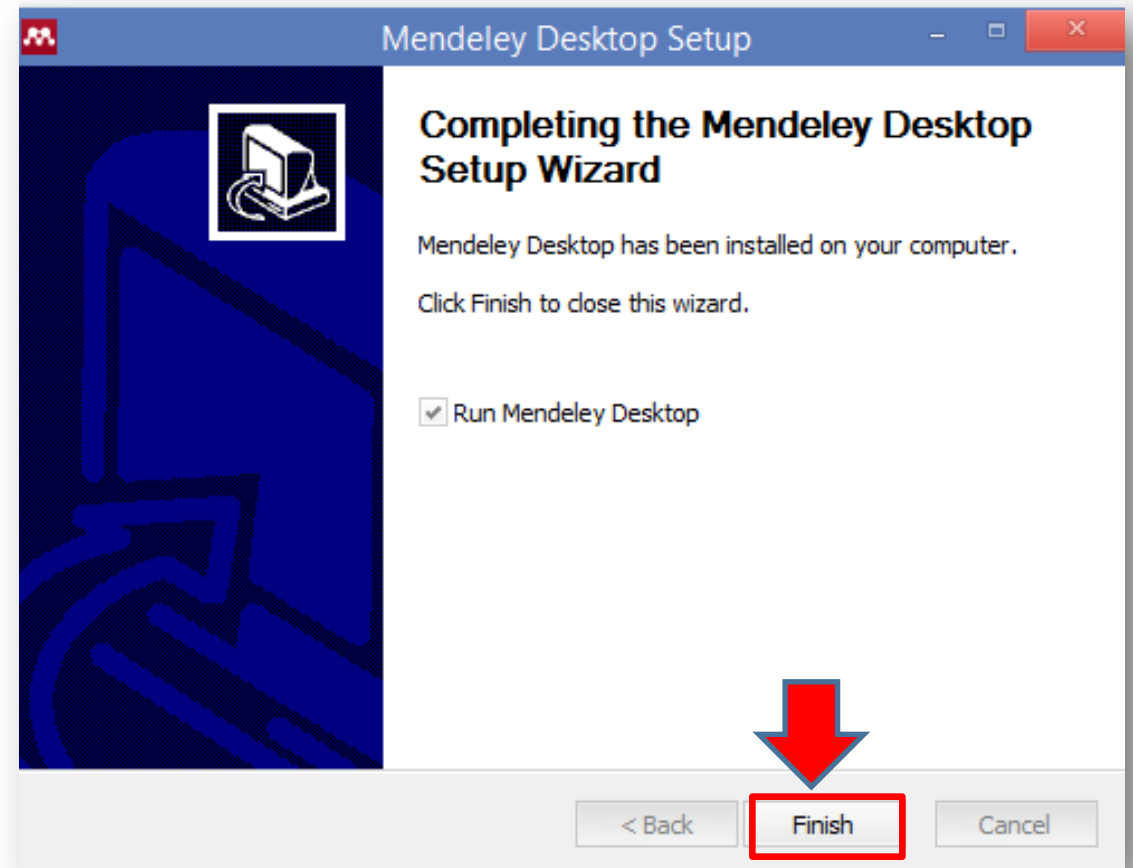 Mendeley Desktop Setup
Completing the Mendeley Desktop
Setup Wizard
Mendeley Desktop has been installed on your computer.
Click Finish to close this wizard.
Run Mendeley Desktop
< Back
Finish
Cancel